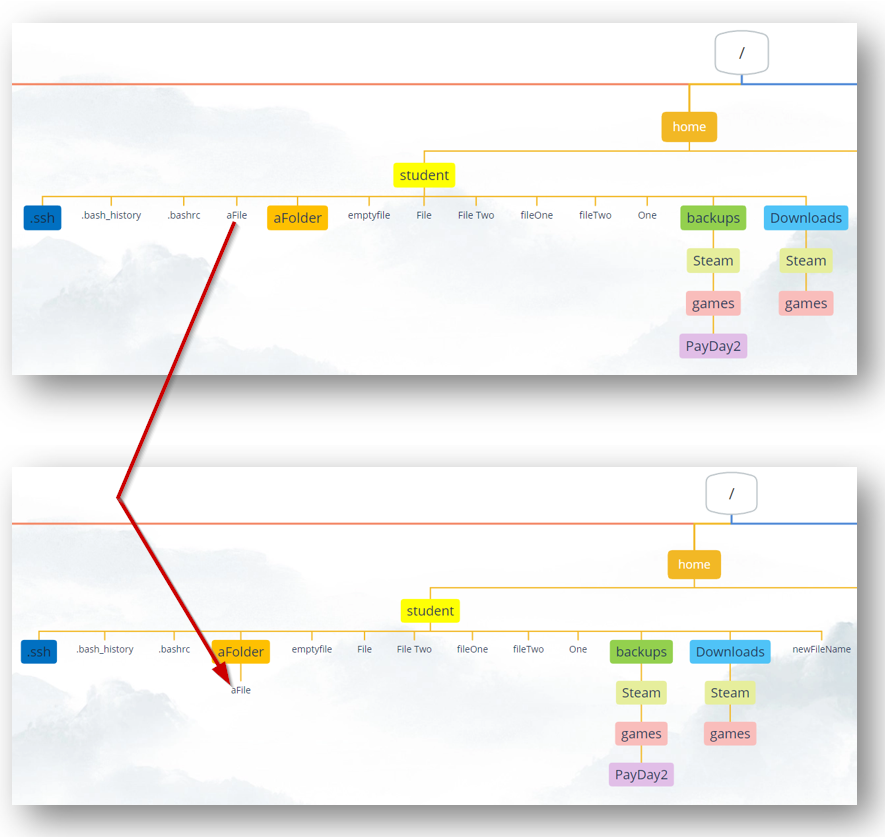 /
home
student
.ssh .bash_history .bashrc aFile aFolder emptyfile File File Two fileOne fileTwo One backups Downloads
Steam Steam
games games
PayDay2
/
home
student
.ssh .bash_history .bashrc aFolder emptyfile File File Two fileOne fileTwo One backups Downloads newFileName
aFile Steam Steam
games games
PayDay2